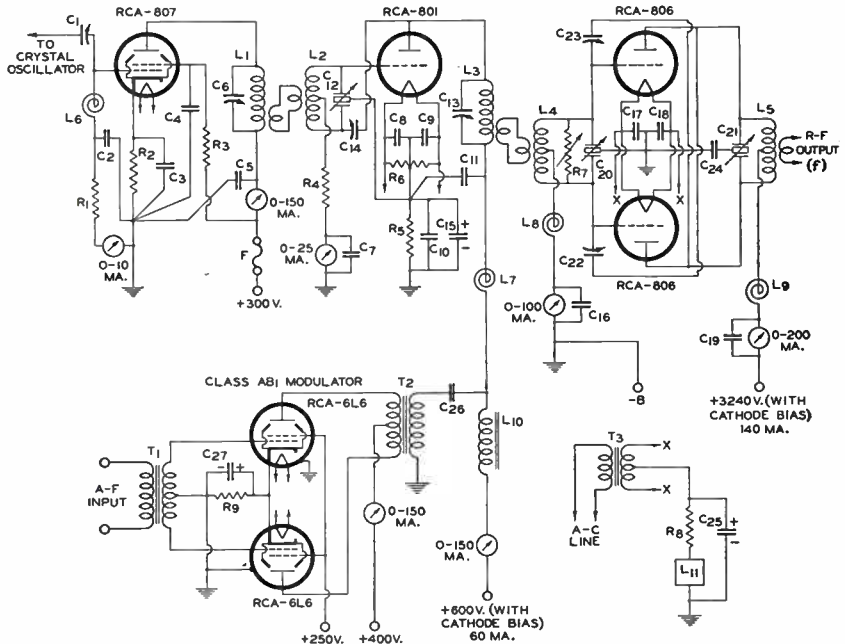 RCA-807
RCA-801
RCA-806
C1
TO
CRYSTAL
OSCILLATOR
L6
C2
R1
0-10
MA.
R2
C3
C4
R3
C5
C6
L1
0-150
MA.
F
+300V.
L2
C12
C14
R4
0-25
MA.
C7
C8
C9
R6
R5
C10
C15
+
-
C11
C13
L3
L7
L4
R7
C20
L8
0-100
MA.
C16
C23
C17
C18
X
X
C22
RCA-806
C21
C24
L5
R-F
OUTPUT
(f)
L9
C19
0-200
MA.
-B
+3240V. (WITH
CATHODE BIAS)
140 MA.
CLASS AB1 MODULATOR
RCA-6L6
T1
A-F
INPUT
C27
- +
R9
RCA-6L6
+250V.
T2
0-150
MA.
+400V.
C26
L10
0-150
MA.
+600V. (WITH
CATHODE BIAS)
60 MA.
T3
X
X
A-C
LINE
R8
C25
+
-
L11